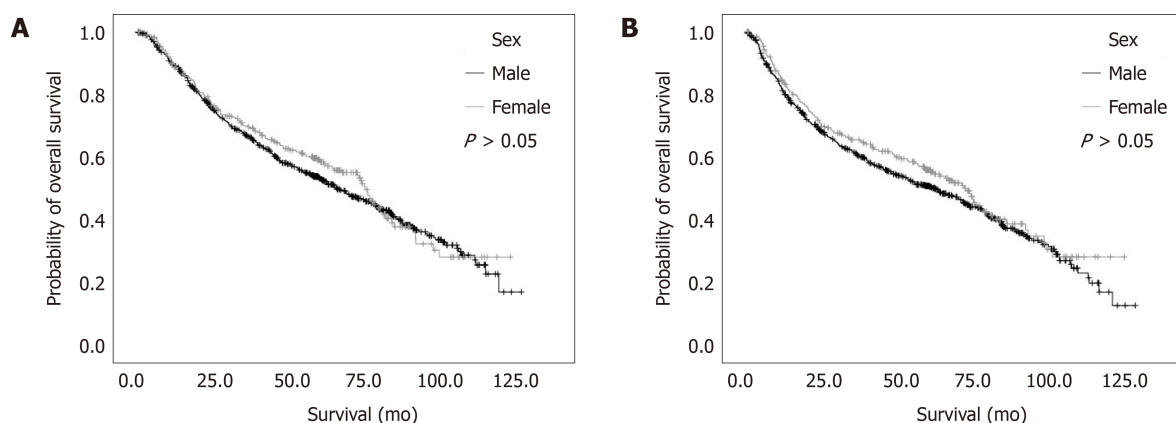 A
Probability of overall survival
1.0
0.8
0.6
0.4
0.2
0.0
Sex
Male
Female
P > 0.05
0.0 25.0 50.0 75.0 100.0 125.0
Survival (mo)
B
Probability of overall survival
1.0
0.8
0.6
0.4
0.2
0.0
Sex
Male
Female
P > 0.05
0.0 25.0 50.0 75.0 100.0 125.0
Survival (mo)